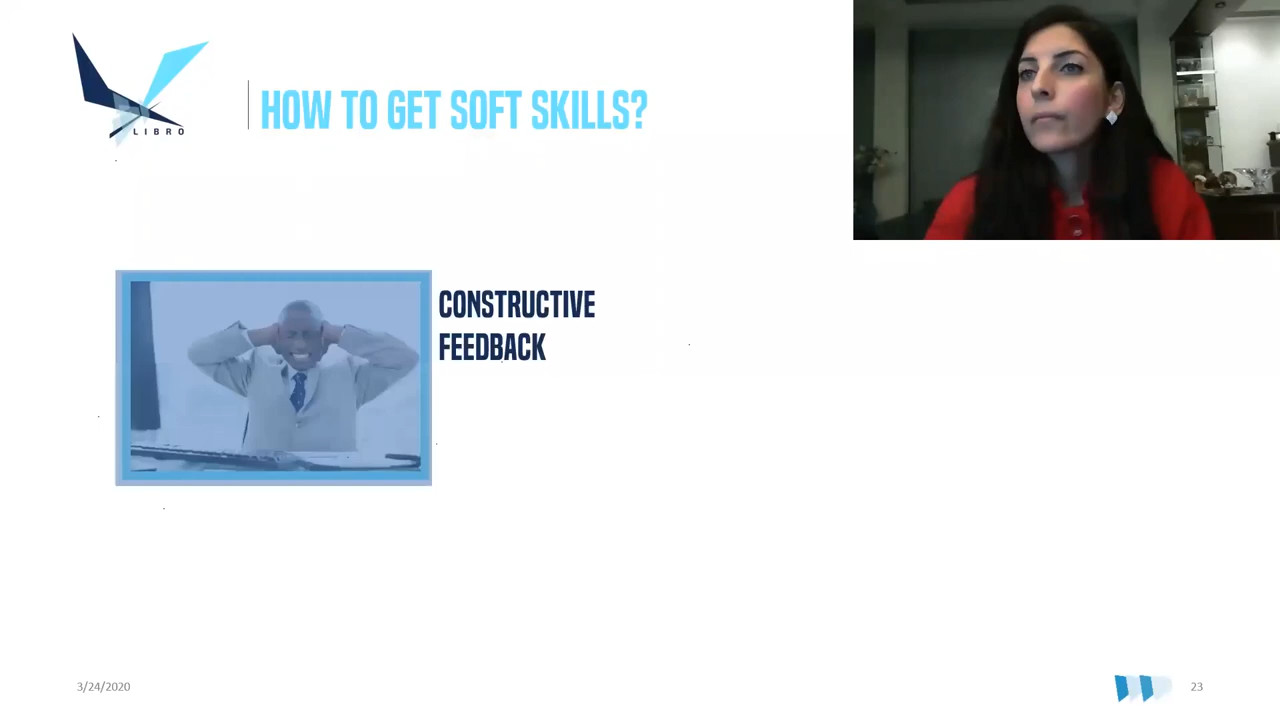 LIBRO
HOW TO GET SOFT SKILLS?
CONSTRUCTIVE
FEEDBACK
3/24/2020
23